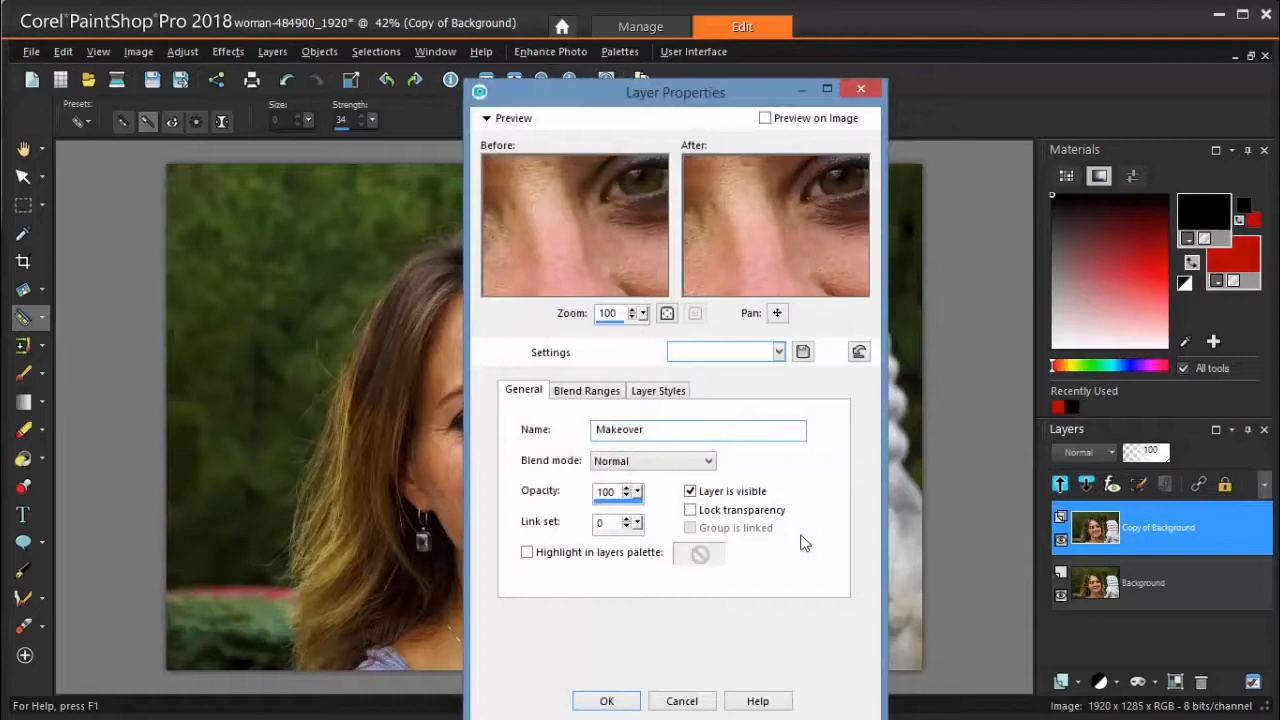 Corel PaintShop Pro 2018 woman-484900_1920* @ 42% (Copy of Background)
Manage
Edit
File Edit View Image Adjust Effects Layers Objects Selections Window Help Enhance Photo Palettes User Interface
Presets:
Size:
0
Strength:
34
Layer Properties
Preview
Preview on Image
Before:
After:
Zoom: 100
Pan:
Settings
General
Blend Ranges
Layer Styles
Name: Makeover
Blend mode: Normal
Opacity: 100
Layer is visible
Lock transparency
Link set: 0
Group is linked
Highlight in layers palette:
OK
Cancel
Help
Materials
All tools
Recently Used
Layers
Normal
100
Copy of Background
Background
For Help, press F1
Image: 1920 x 1285 x RGB - 8 bits/channel